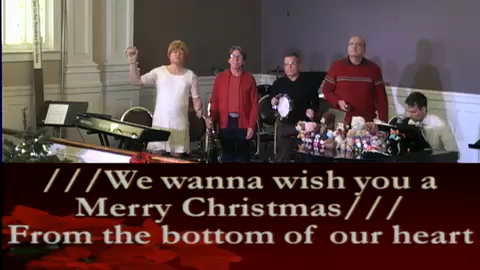 ///We wanna wish you a
Merry Christmas///
From the bottom of our heart